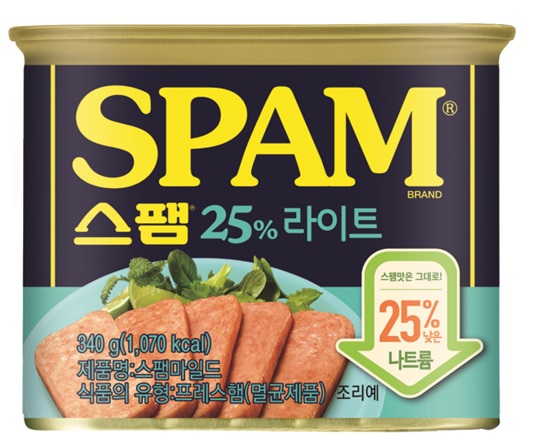 SPAM®
BRAND
스팸® 25% 라이트
스팸맛은 그대로!
25%
낮은
나트륨
340 g(1,070 kcal)
제품명:스팸마일드
식품의 유형:프레스햄(멸균제품) 조리예